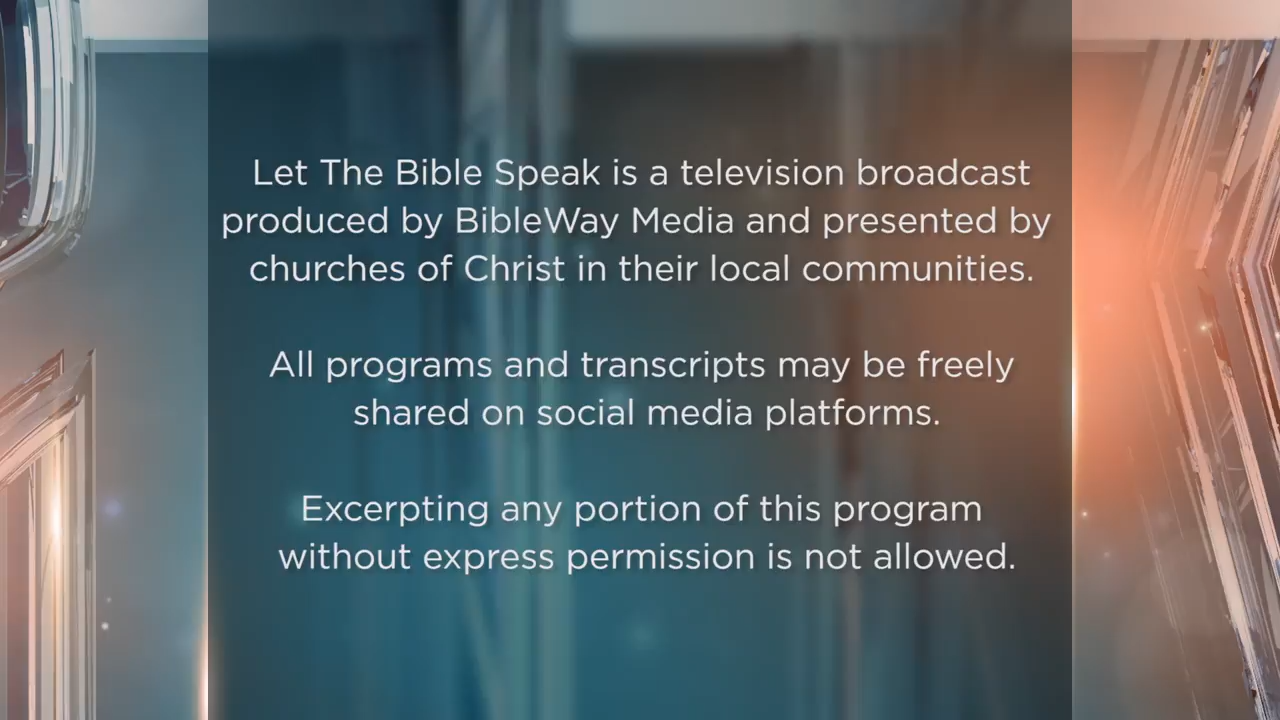 Let The Bible Speak is a television broadcast
produced by BibleWay Media and presented by
churches of Christ in their local communities.
All programs and transcripts may be freely
shared on social media platforms.
Excerpting any portion of this program
without express permission is not allowed.